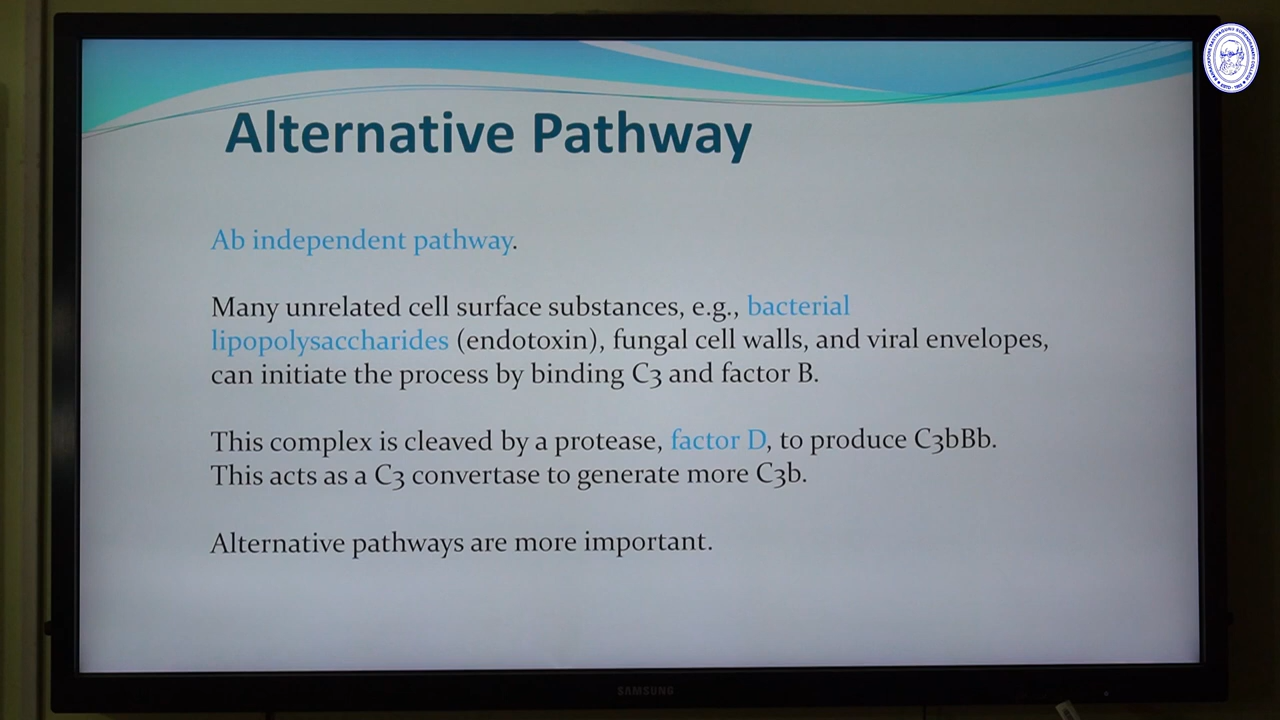 Alternative Pathway
Ab independent pathway.
Many unrelated cell surface substances, e.g., bacterial
lipopolysaccharides (endotoxin), fungal cell walls, and viral envelopes,
can initiate the process by binding C3 and factor B.
This complex is cleaved by a protease, factor D, to produce C3bBb.
This acts as a C3 convertase to generate more C3b.
Alternative pathways are more important.
SAMSUNG